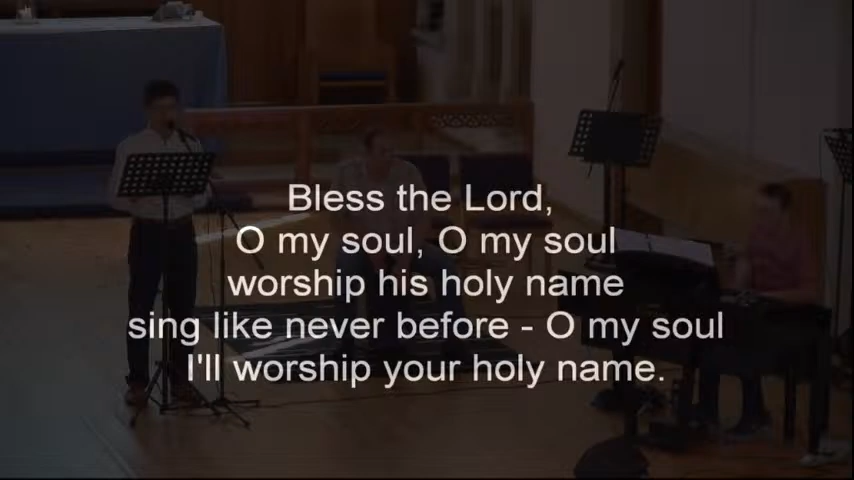 Bless the Lord,
O my soul, O my soul
worship his holy name
sing like never before - O my soul
I'll worship your holy name.